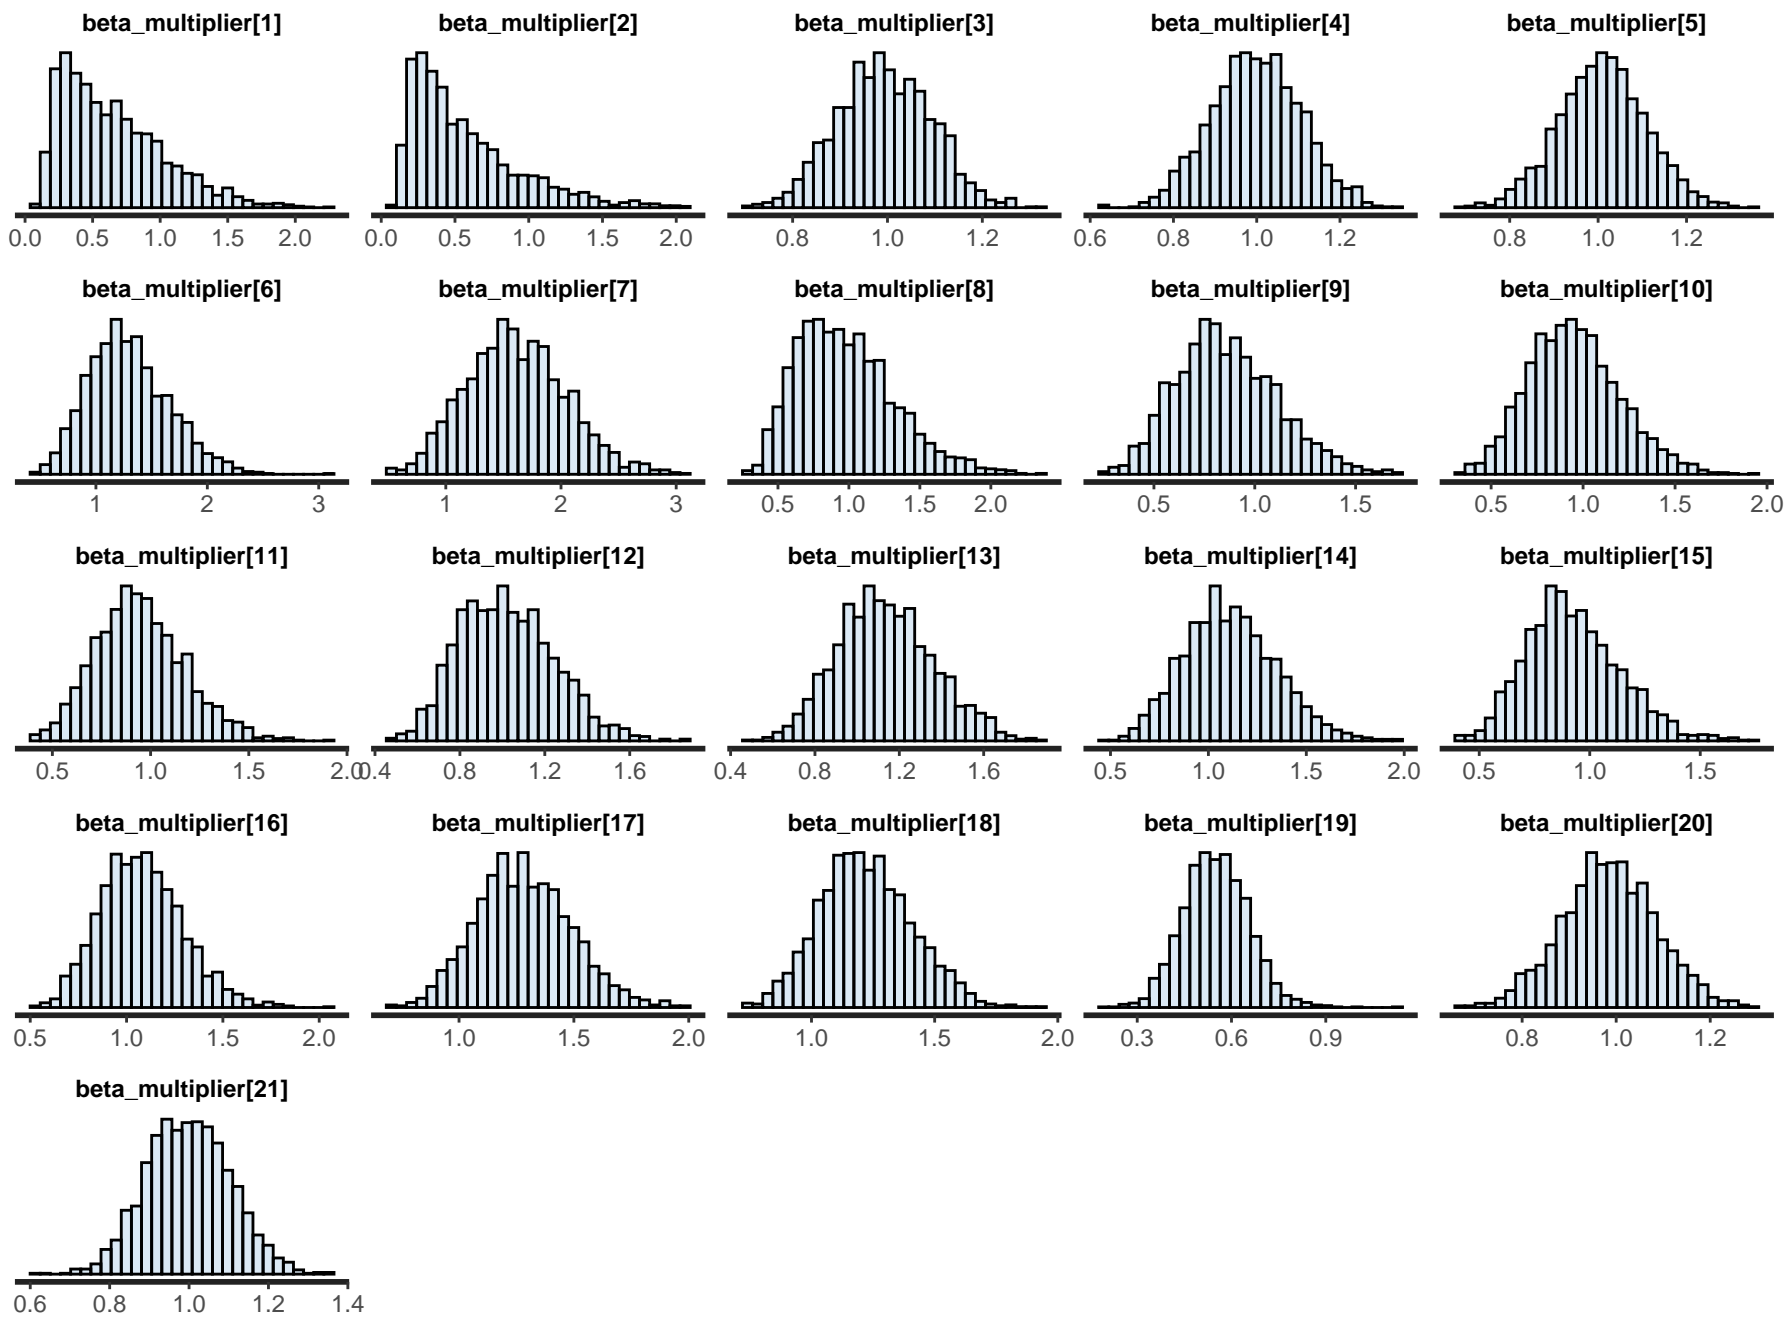 beta_multiplier[1] beta_multiplier[2] beta_multiplier[3] beta_multiplier[4] beta_multiplier[5]
0.0 0.5 1.0 1.5 2.0 0.0 0.5 1.0 1.5 2.0 0.8 1.0 1.2 0.6 0.8 1.0 1.2 0.8 1.0 1.2
beta_multiplier[6] beta_multiplier[7] beta_multiplier[8] beta_multiplier[9] beta_multiplier[10]
1 2 3 1 2 3 0.5 1.0 1.5 2.0 0.5 1.0 1.5 0.5 1.0 1.5 2.0
beta_multiplier[11] beta_multiplier[12] beta_multiplier[13] beta_multiplier[14] beta_multiplier[15]
0.5 1.0 1.5 2.0 0.4 0.8 1.2 1.6 0.4 0.8 1.2 1.6 0.5 1.0 1.5 2.0 0.5 1.0 1.5
beta_multiplier[16] beta_multiplier[17] beta_multiplier[18] beta_multiplier[19] beta_multiplier[20]
0.5 1.0 1.5 2.0 1.0 1.5 2.0 1.0 1.5 2.0 0.3 0.6 0.9 0.8 1.0 1.2
beta_multiplier[21]
0.6 0.8 1.0 1.2 1.4